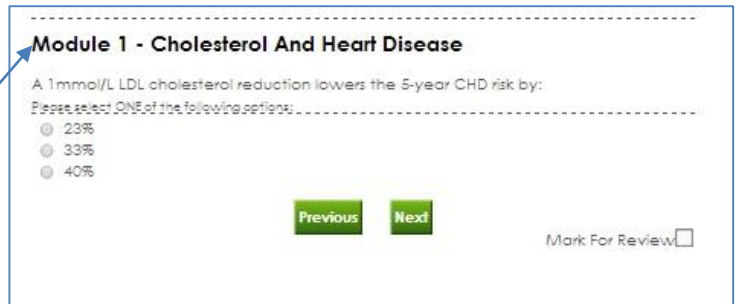 Module 1 - Cholesterol And Heart Disease
A 1mmol/L LDL cholesterol reduction lowers the 5-year CHD risk by:
Please select ONE of the following options:
23%
33%
40%
Previous Next
Mark For Review